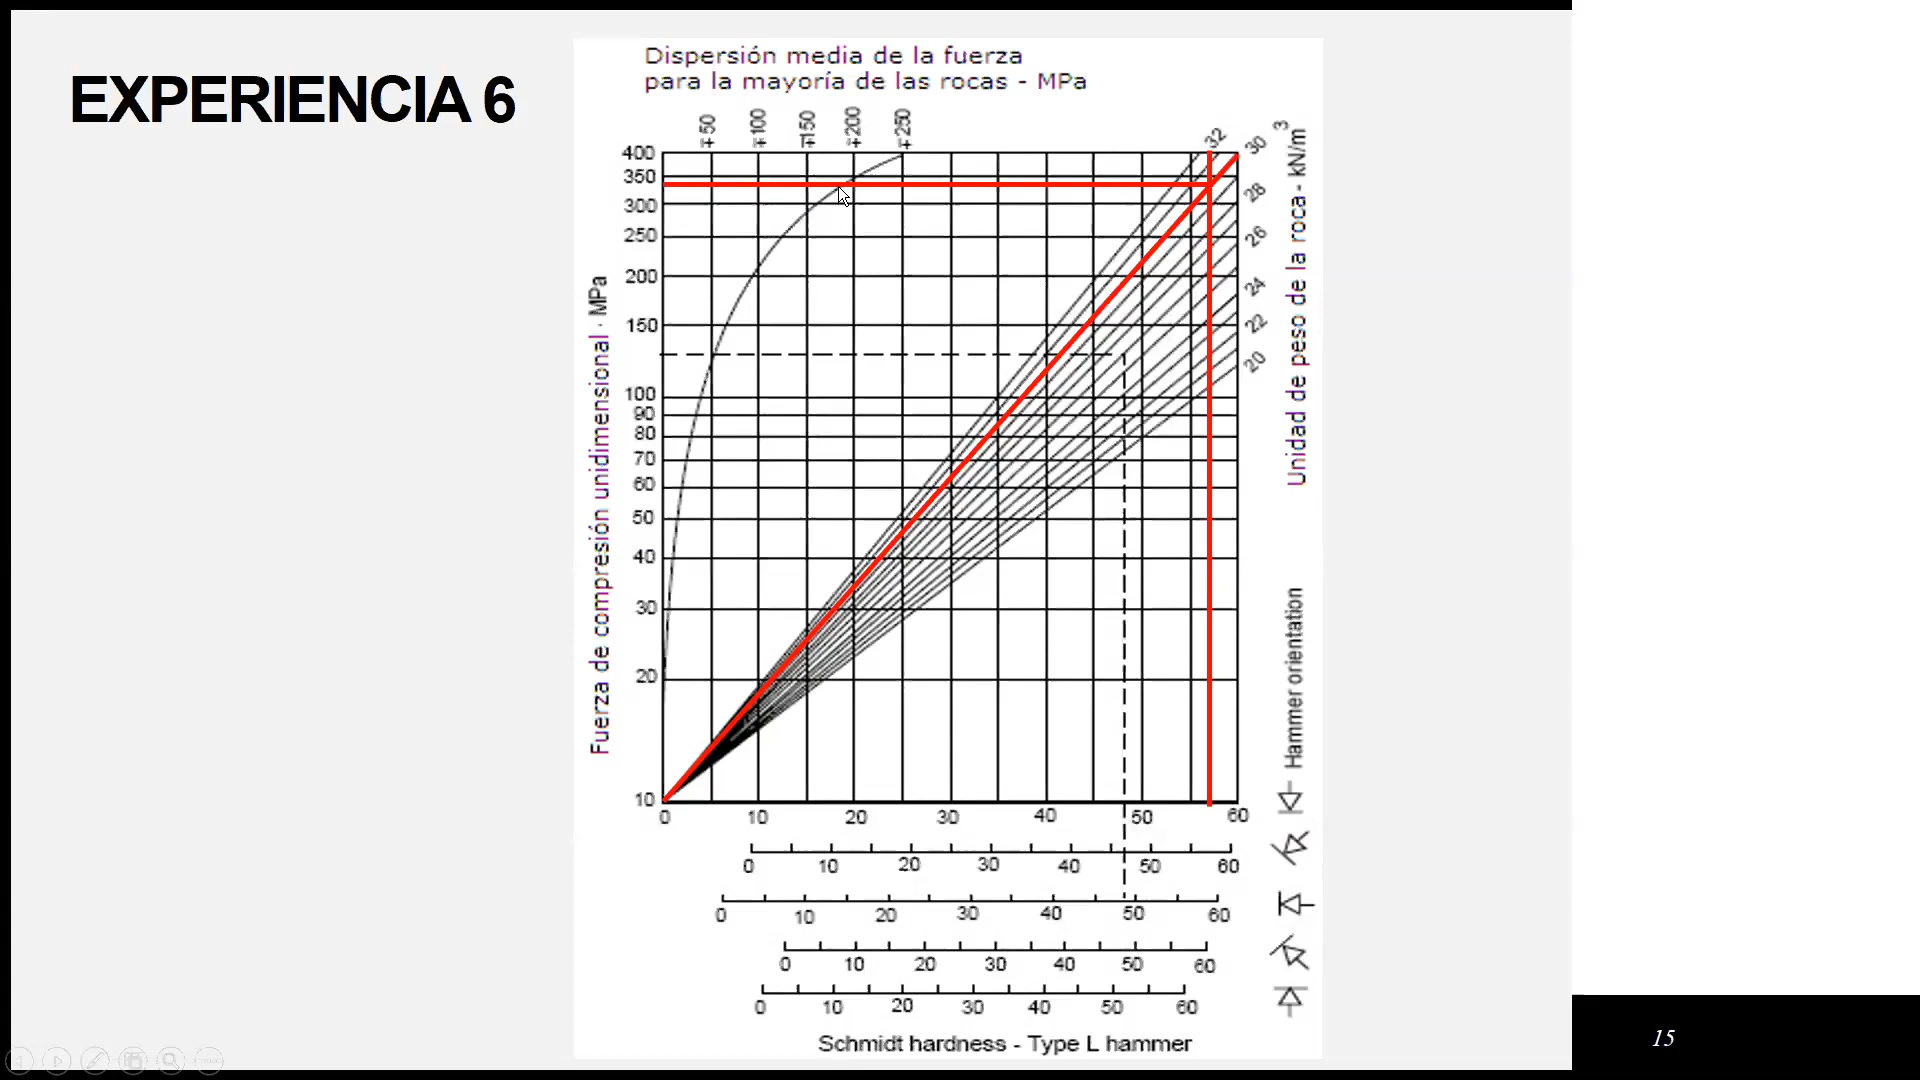 EXPERIENCIA 6
Dispersión media de la fuerza
para la mayoría de las rocas - MPa
∓50 ∓100 ∓150 ∓200 ∓250
32 30 28 26 24 22 20
Unidad de peso de la roca - kN/m³
400
350
300
250
200
150
100
90
80
70
60
50
40
30
20
10
Fuerza de compresión unidimensional · MPa
Hammer orientation
0 10 20 30 40 50 60
0 10 20 30 40 50 60
0 10 20 30 40 50 60
0 10 20 30 40 50 60
0 10 20 30 40 50 60
Schmidt hardness - Type L hammer
15